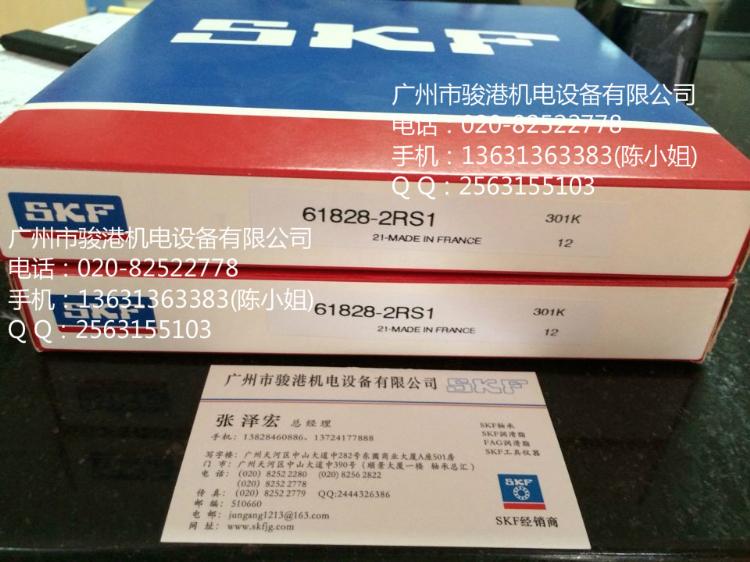 SKF
广州市骏港机电设备有限公司
电话：020-82522778
手机：13631363383(陈小姐)
Q Q：2563155103
SKF
61828-2RS1
301K
21-MADE IN FRANCE
12
广州市骏港机电设备有限公司
电话：020-82522778
手机：13631363383(陈小姐)
Q Q：2563155103
SKF
61828-2RS1
301K
21-MADE IN FRANCE
12
广州市骏港机电设备有限公司 SKF
张泽宏 总经理
手机：13828460886、13724177888
写字楼：广州天河区中山大道中282号东圃商业大厦A座501房
门 市：广州天河区中山大道中390号（顺景大厦一楼 轴承总汇）
电 话：(020) 8252 2280 (020) 8256 2822
(020) 8252 2778
传 真：(020) 8252 2779 QQ:2444326386
邮 编：510660
电 邮：jungang1213@163.com
网 址：www.skfjg.com
SKF轴承
SKF润滑脂
FAG润滑脂
SKF工具仪器
SKF
SKF经销商